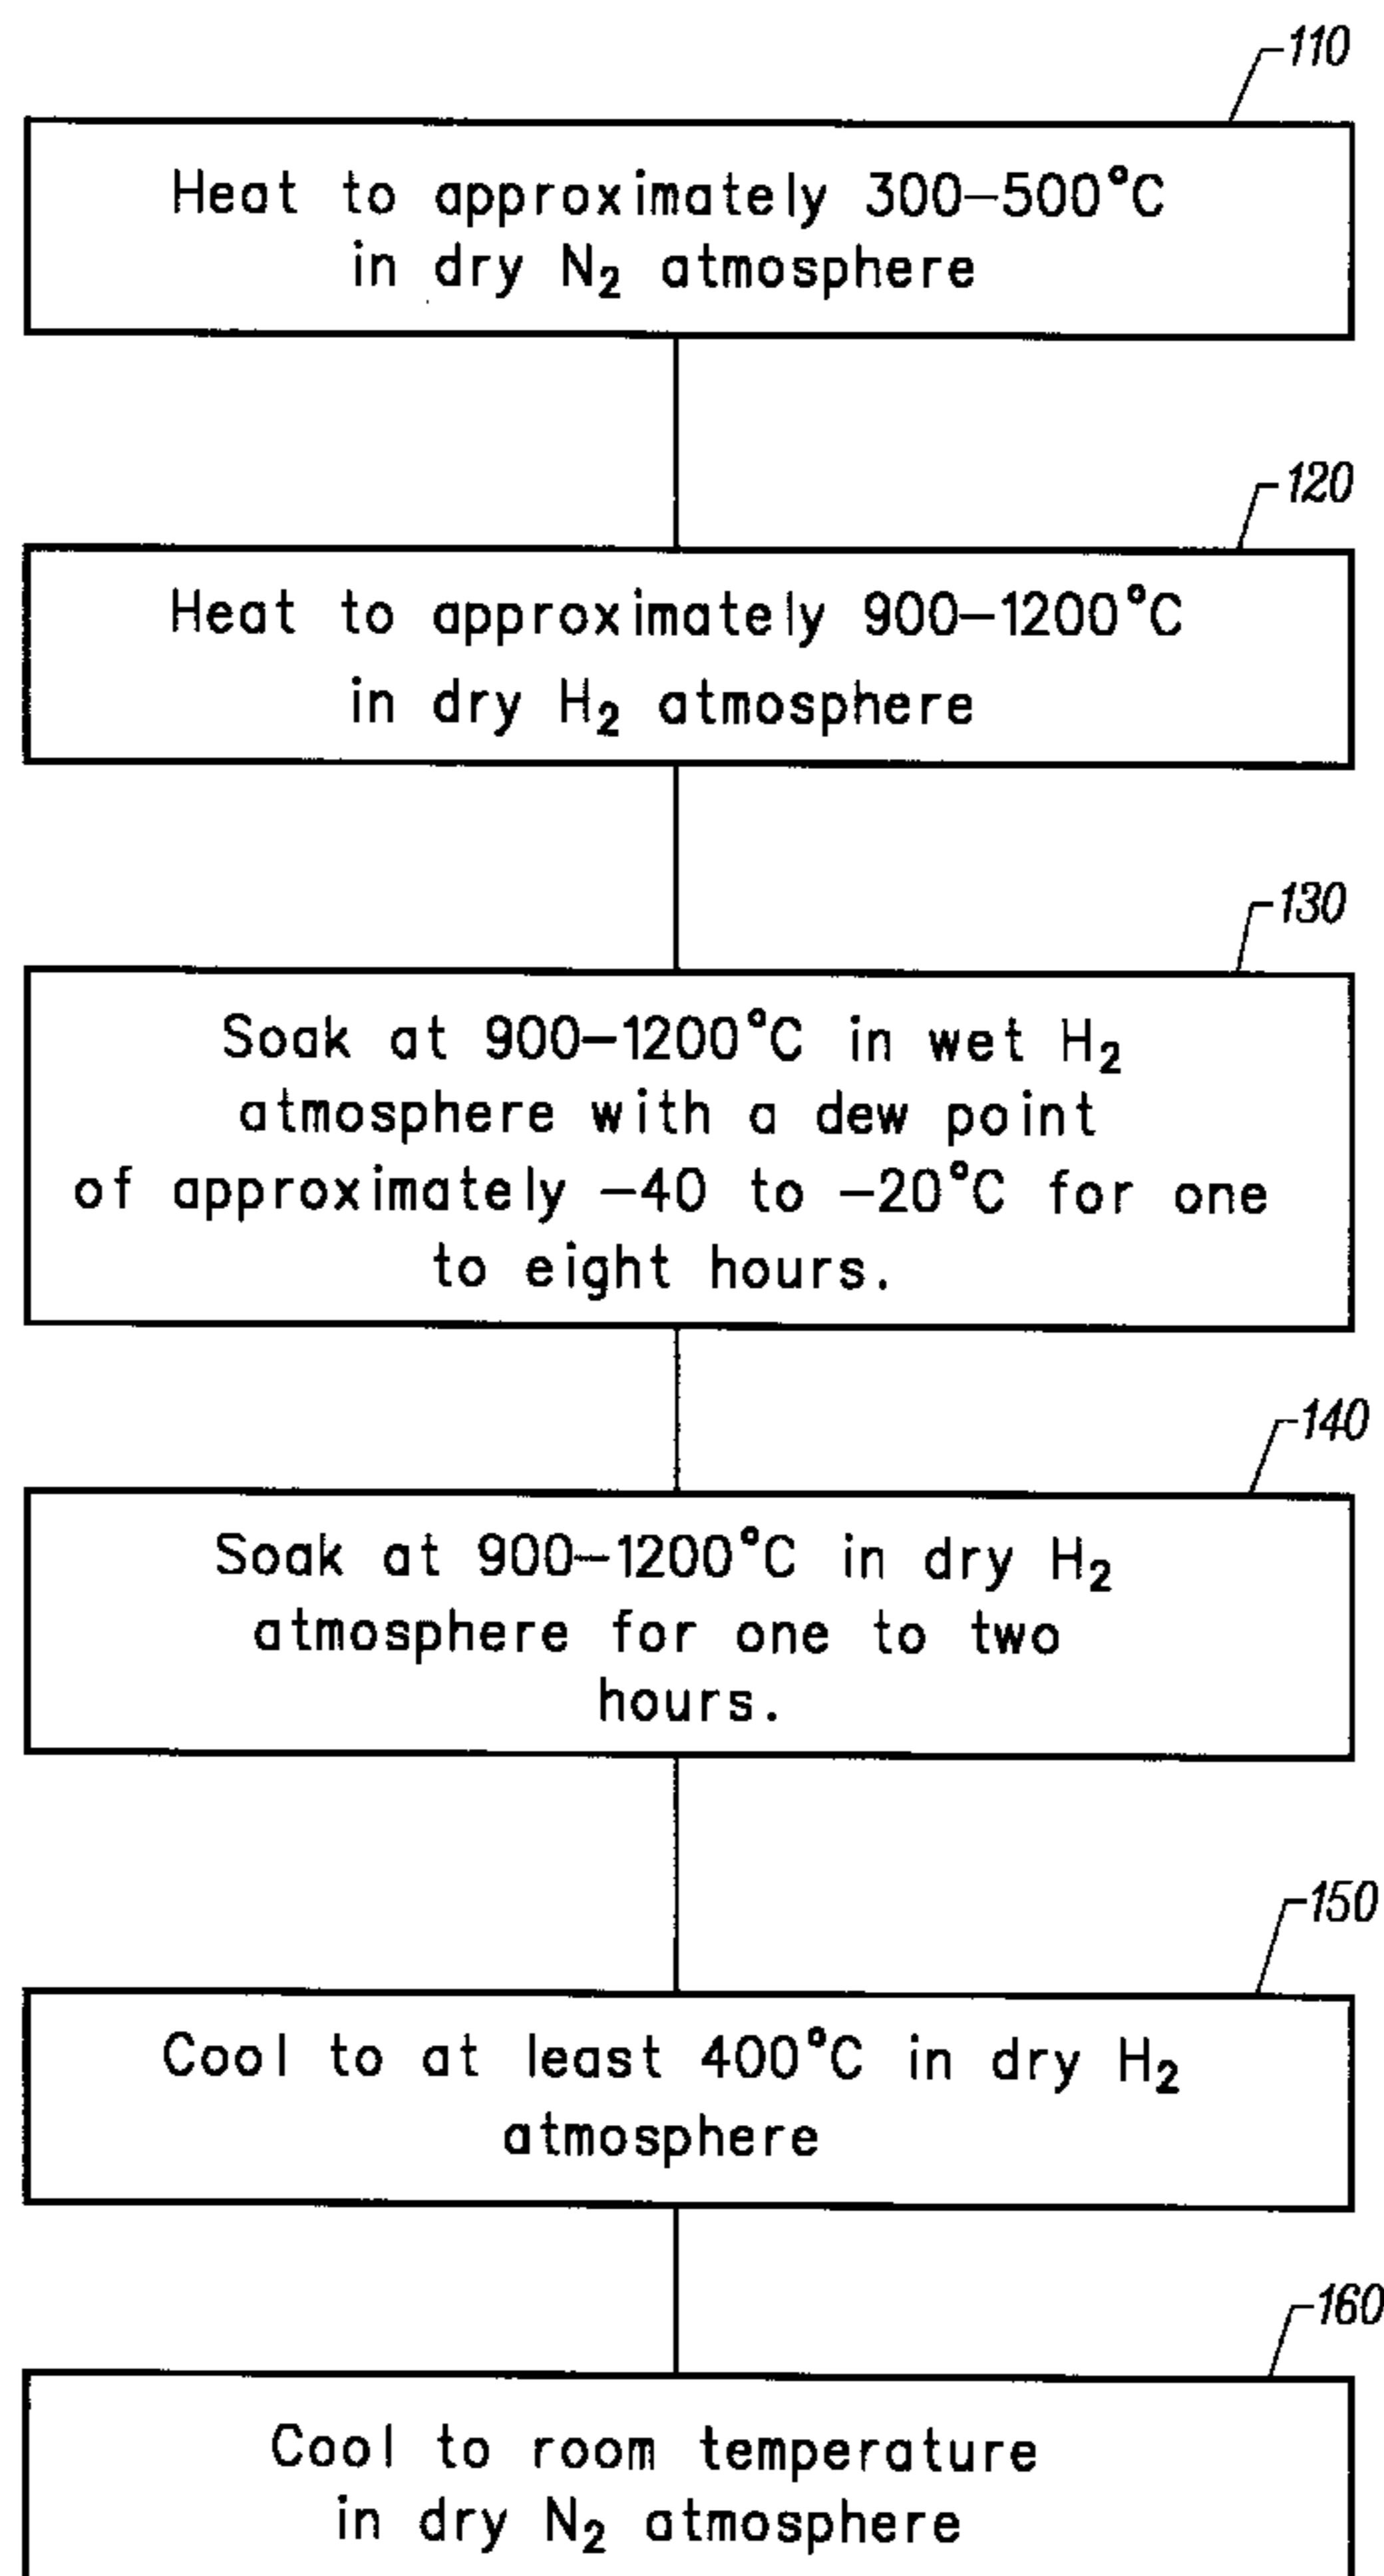 110
Heat to approximately 300–500°C
in dry N₂ atmosphere
120
Heat to approximately 900–1200°C
in dry H₂ atmosphere
130
Soak at 900–1200°C in wet H₂
atmosphere with a dew point
of approximately -40 to -20°C for one
to eight hours.
140
Soak at 900–1200°C in dry H₂
atmosphere for one to two
hours.
150
Cool to at least 400°C in dry H₂
atmosphere
160
Cool to room temperature
in dry N₂ atmosphere